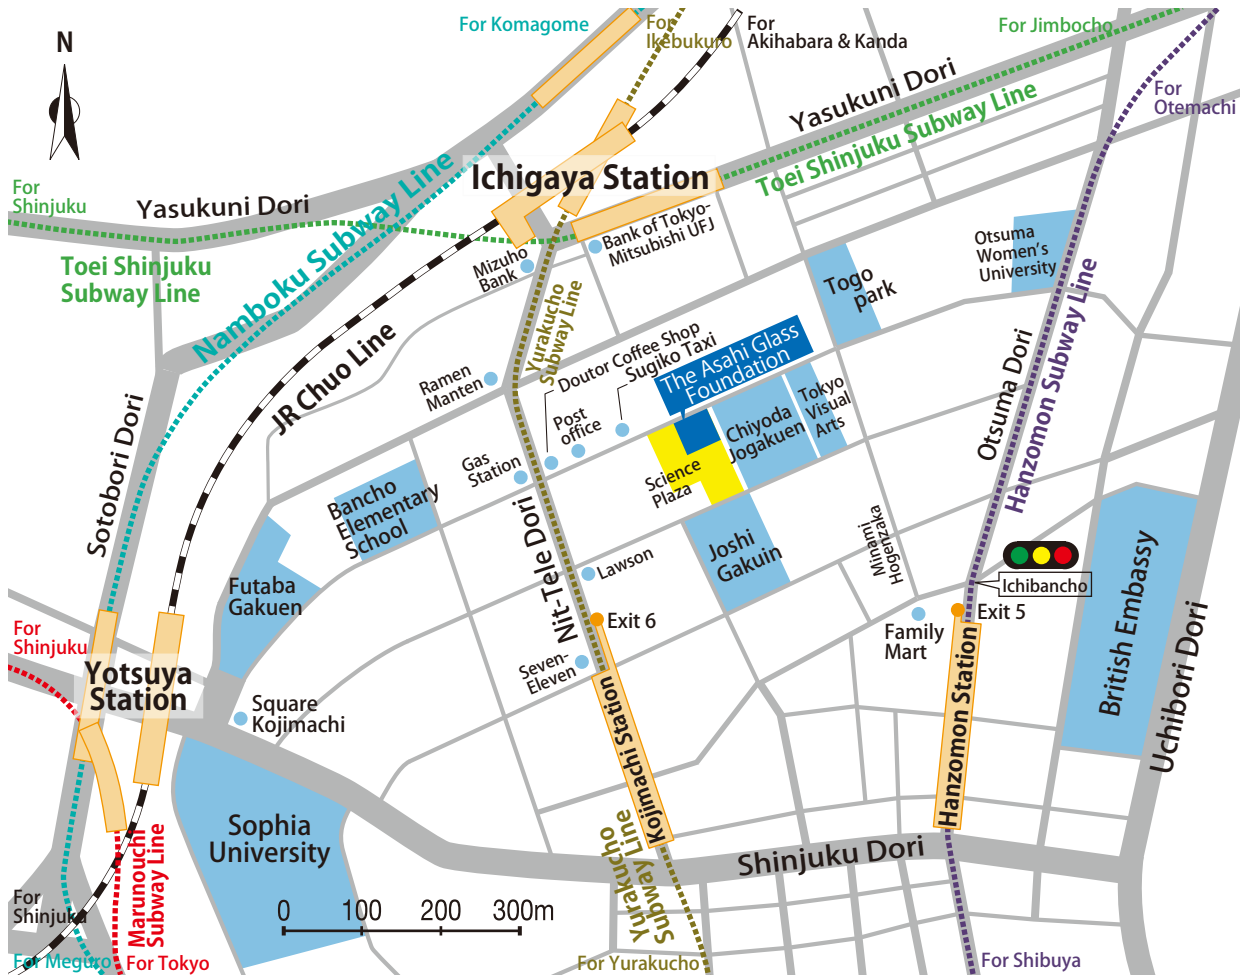 N
For Komagome
For
Ikebukuro
For
Akihabara & Kanda
For Jimbocho
For
Otemachi
Yasukuni Dori
Toei Shinjuku Subway Line
For
Shinjuku
Yasukuni Dori
Ichigaya Station
Namboku Subway Line
Toei Shinjuku
Subway Line
Mizuho
Bank
Bank of Tokyo-
Mitsubishi UFJ
Otsuma
Women's
University
Togo
park
Yurakucho
Subway Line
JR Chuo Line
Doutor Coffee Shop
Sugiko Taxi
The Asahi Glass
Foundation
Ramen
Manten
Post
office
Chiyoda
Jogakuen
Tokyo
Visual
Arts
Otsuma Dori
Hanzomon Subway Line
Sotobori Dori
Gas
Station
Science
Plaza
Bancho
Elementary
School
Nit-Tele Dori
Joshi
Gakuin
Minami
Hogenzaka
Lawson
Futaba
Gakuen
Ichibancho
Exit 5
Exit 6
Family
Mart
British Embassy
Uchibori Dori
For
Shinjuku
Yotsuya
Station
Seven-
Eleven
Square
Kojimachi
Kojimachi Station
Hanzomon Station
Sophia
University
Marunouchi
Subway Line
Yurakucho
Subway Line
Shinjuku Dori
For
Shinjuku
0 100 200 300m
For Meguro
For Tokyo
For Yurakucho
For Shibuya